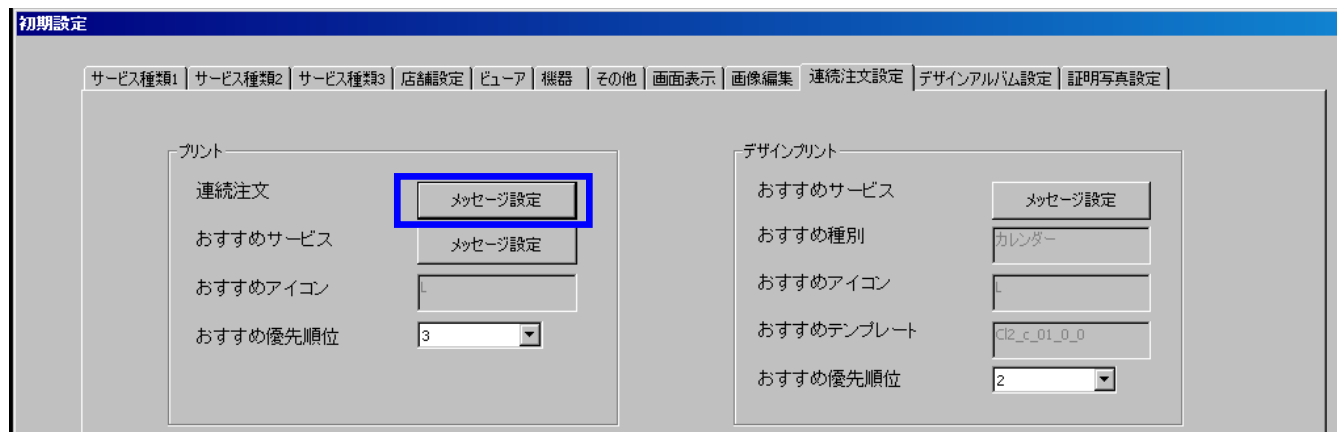 初期設定
サービス種類1 サービス種類2 サービス種類3 店舗設定 ビューア 機器 その他 画面表示 画像編集 連続注文設定 デザインアルバム設定 証明写真設定
プリント
連続注文 メッセージ設定
おすすめサービス メッセージ設定
おすすめアイコン L
おすすめ優先順位 3
デザインプリント
おすすめサービス メッセージ設定
おすすめ種別 カレンダー
おすすめアイコン L
おすすめテンプレート Cl2_c_01_0_0
おすすめ優先順位 2